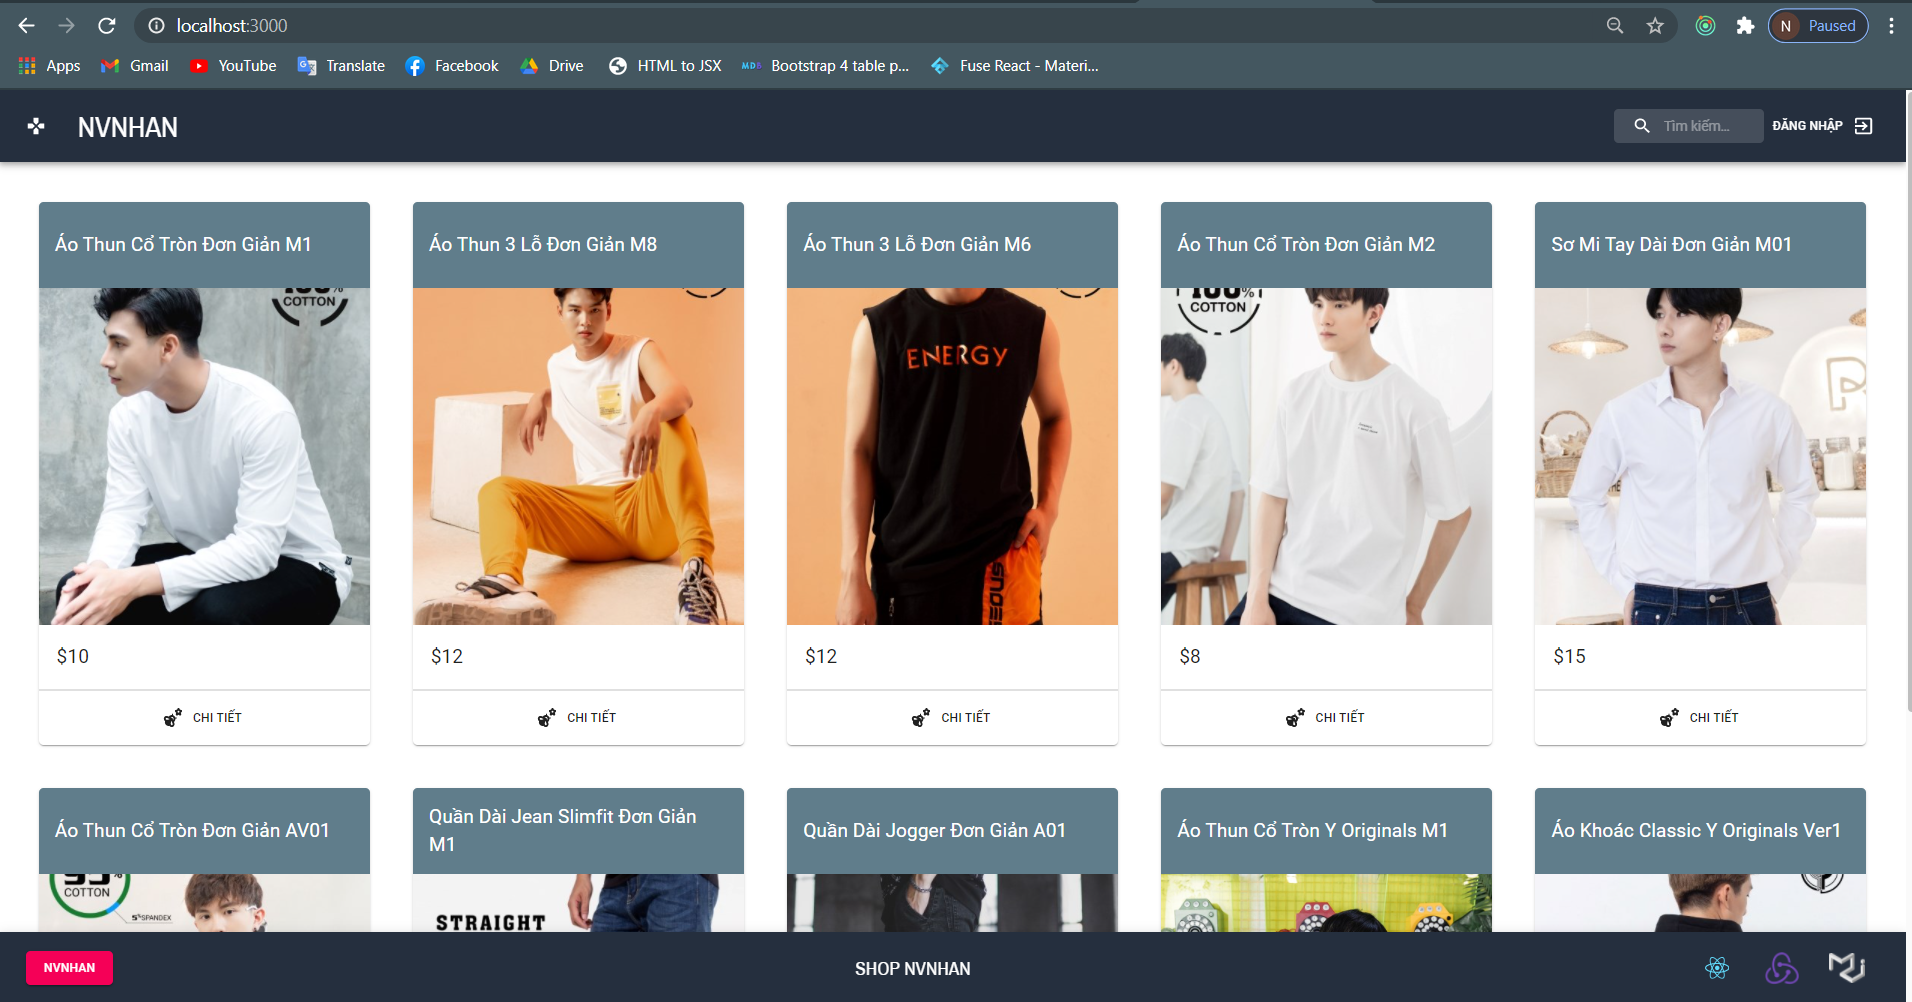 localhost:3000
N Paused
Apps Gmail YouTube Translate Facebook Drive HTML to JSX Bootstrap 4 table p... Fuse React - Materi...
NVNHAN
Tìm kiếm...
ĐĂNG NHẬP
Áo Thun Cổ Tròn Đơn Giản M1
COTTON
$10
CHI TIẾT
Áo Thun 3 Lỗ Đơn Giản M8
$12
CHI TIẾT
Áo Thun 3 Lỗ Đơn Giản M6
ENERGY
$12
CHI TIẾT
Áo Thun Cổ Tròn Đơn Giản M2
100%
COTTON
$8
CHI TIẾT
Sơ Mi Tay Dài Đơn Giản M01
$15
CHI TIẾT
Áo Thun Cổ Tròn Đơn Giản AV01
95%
COTTON
5% SPANDEX
Quần Dài Jean Slimfit Đơn Giản
M1
STRAIGHT
Quần Dài Jogger Đơn Giản A01
Áo Thun Cổ Tròn Y Originals M1
Áo Khoác Classic Y Originals Ver1
NVNHAN
SHOP NVNHAN